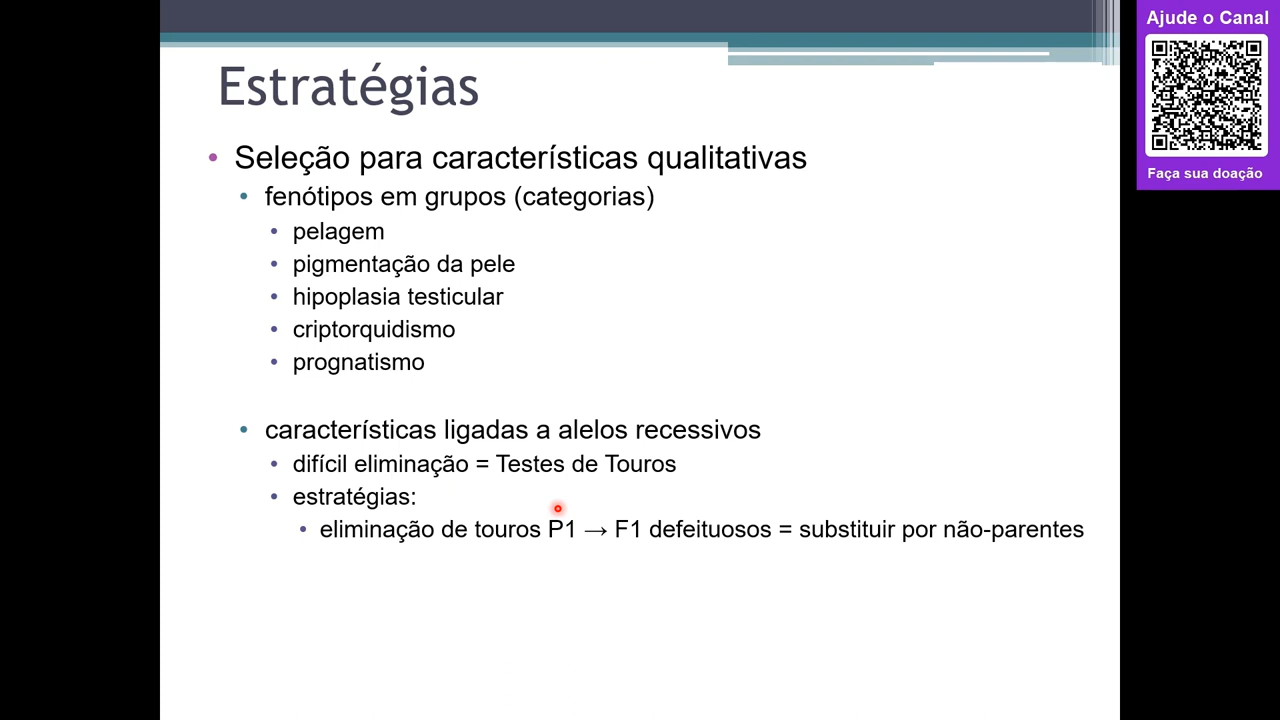 Estratégias
• Seleção para características qualitativas
• fenótipos em grupos (categorias)
• pelagem
• pigmentação da pele
• hipoplasia testicular
• criptorquidismo
• prognatismo
• características ligadas a alelos recessivos
• difícil eliminação = Testes de Touros
• estratégias:
• eliminação de touros P1 → F1 defeituosos = substituir por não-parentes
Ajude o Canal
Faça sua doação